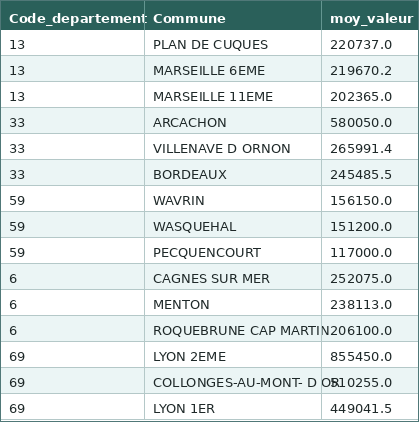 Code_departement Commune moy_valeur
13 PLAN DE CUQUES 220737.0
13 MARSEILLE 6EME 219670.2
13 MARSEILLE 11EME 202365.0
33 ARCACHON 580050.0
33 VILLENAVE D ORNON 265991.4
33 BORDEAUX 245485.5
59 WAVRIN 156150.0
59 WASQUEHAL 151200.0
59 PECQUENCOURT 117000.0
6 CAGNES SUR MER 252075.0
6 MENTON 238113.0
6 ROQUEBRUNE CAP MARTIN 206100.0
69 LYON 2EME 855450.0
69 COLLONGES-AU-MONT- D OR 510255.0
69 LYON 1ER 449041.5